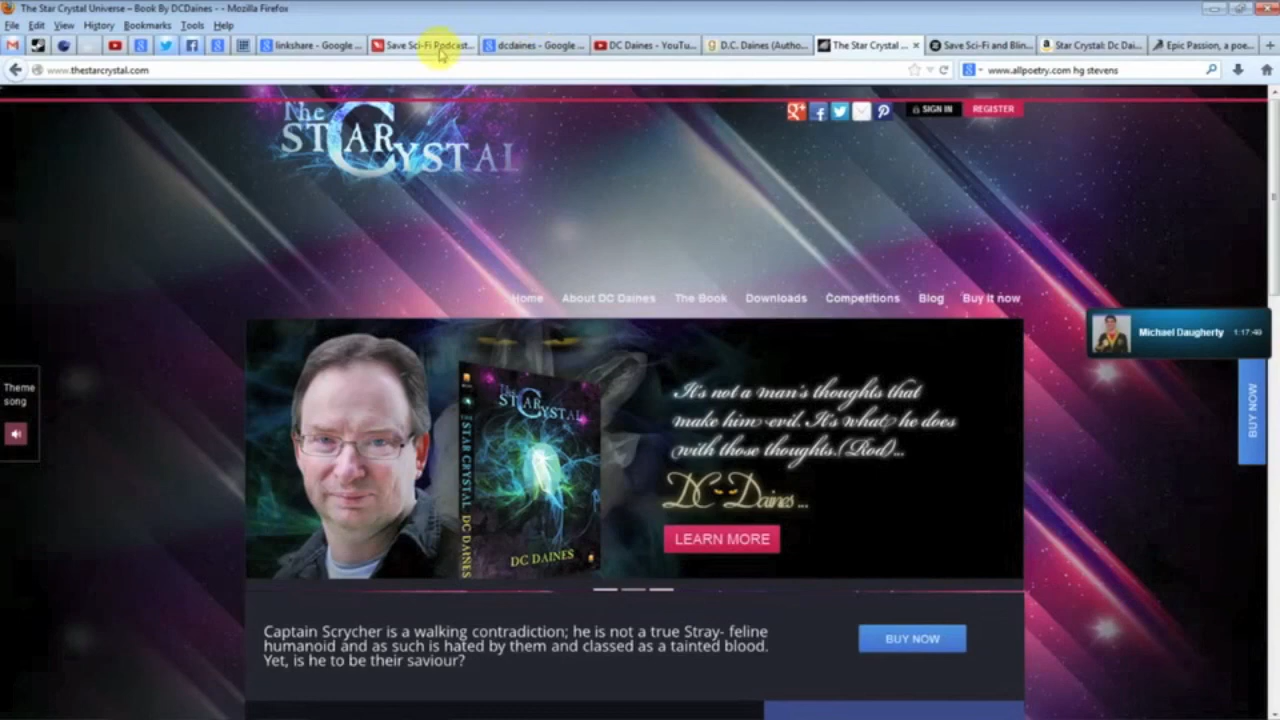 The Star Crystal Universe – Book By DCDaines - - Mozilla Firefox
File Edit View History Bookmarks Tools Help
linkshare - Google ... Save Sci-Fi Podcast... dcdaines - Google ... DC Daines - YouTu... D.C. Daines (Autho... The Star Crystal ... Save Sci-Fi and Blin... Star Crystal: Dc Dai... Epic Passion, a poe...
www.thestarcrystal.com
www.allpoetry.com hg stevens
The
STAR
CRYSTAL
SIGN IN REGISTER
Home About DC Daines The Book Downloads Competitions Blog Buy it now
Michael Daugherty 1:17:49
Theme
song
BUY NOW
The
STAR CRYSTAL
THE STAR CRYSTAL DC DAINES
DC DAINES
It's not a man's thoughts that
make him evil. It's what he does
with those thoughts.(Rod)...
DC Daines ...
LEARN MORE
Captain Scrycher is a walking contradiction; he is not a true Stray- feline
humanoid and as such is hated by them and classed as a tainted blood.
Yet, is he to be their saviour?
BUY NOW